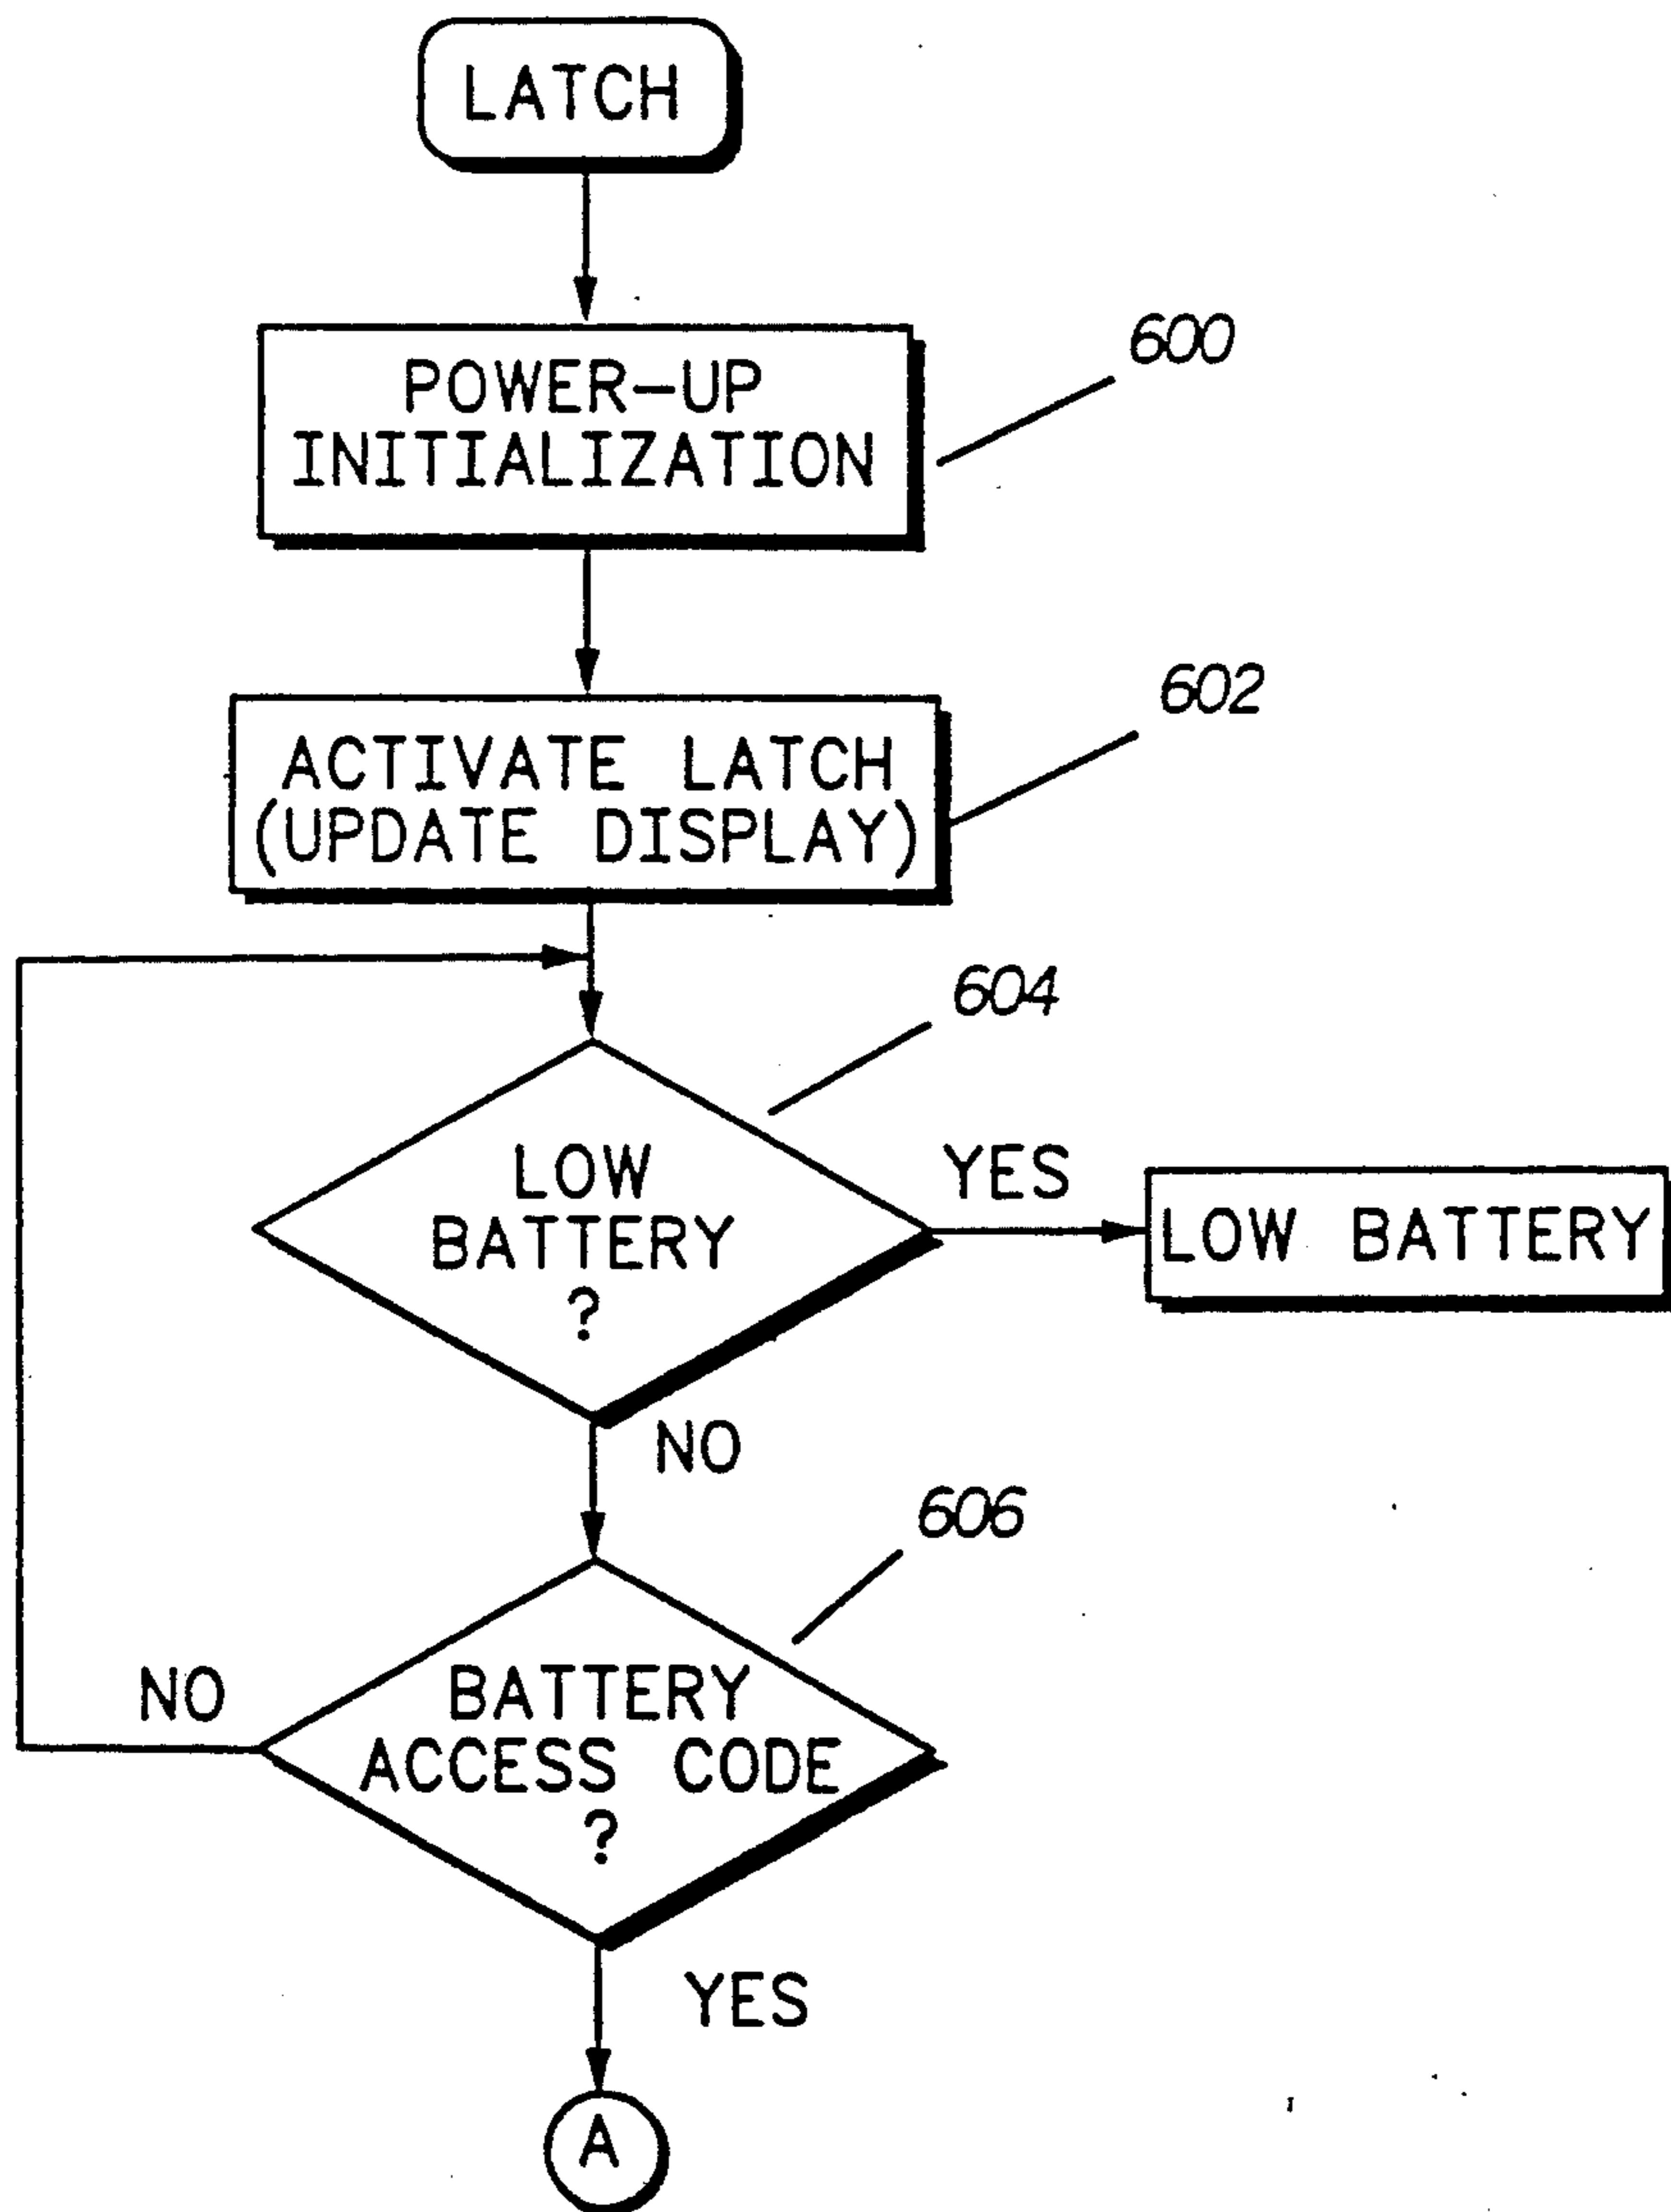 LATCH
POWER-UP
INITIALIZATION
600
ACTIVATE LATCH
(UPDATE DISPLAY)
602
604
LOW
BATTERY
?
YES
LOW BATTERY
NO
606
NO
BATTERY
ACCESS CODE
?
YES
A